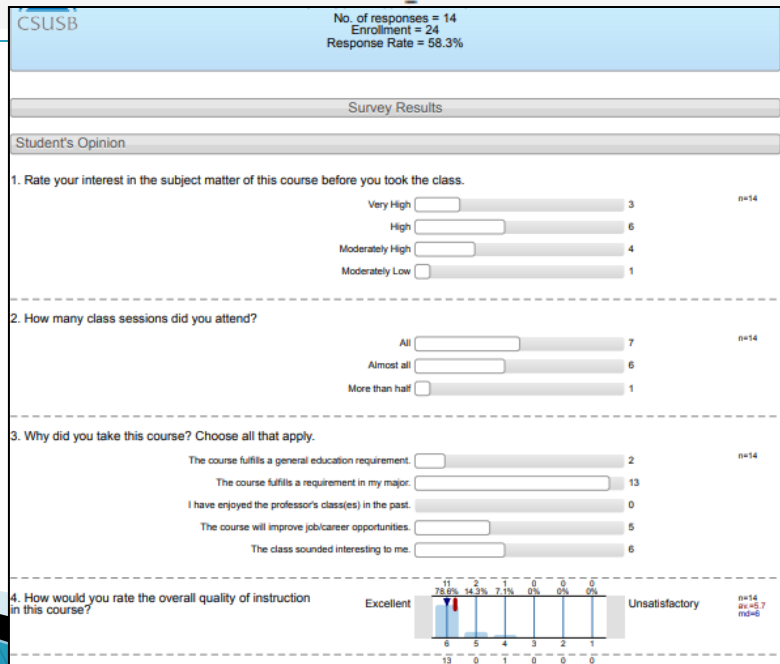 CSUSB
No. of responses = 14
Enrollment = 24
Response Rate = 58.3%
Survey Results
Student's Opinion
1. Rate your interest in the subject matter of this course before you took the class.
Very High 3 n=14
High 6
Moderately High 4
Moderately Low 1
2. How many class sessions did you attend?
All 7 n=14
Almost all 6
More than half 1
3. Why did you take this course? Choose all that apply.
The course fulfills a general education requirement. 2 n=14
The course fulfills a requirement in my major. 13
I have enjoyed the professor's class(es) in the past. 0
The course will improve job/career opportunities. 5
The class sounded interesting to me. 6
11 2 1 0 0 0
78.6% 14.3% 7.1% 0% 0% 0%
4. How would you rate the overall quality of instruction
in this course?
Excellent Unsatisfactory
n=14
av.=5.7
md=6
6 5 4 3 2 1
13 0 1 0 0 0